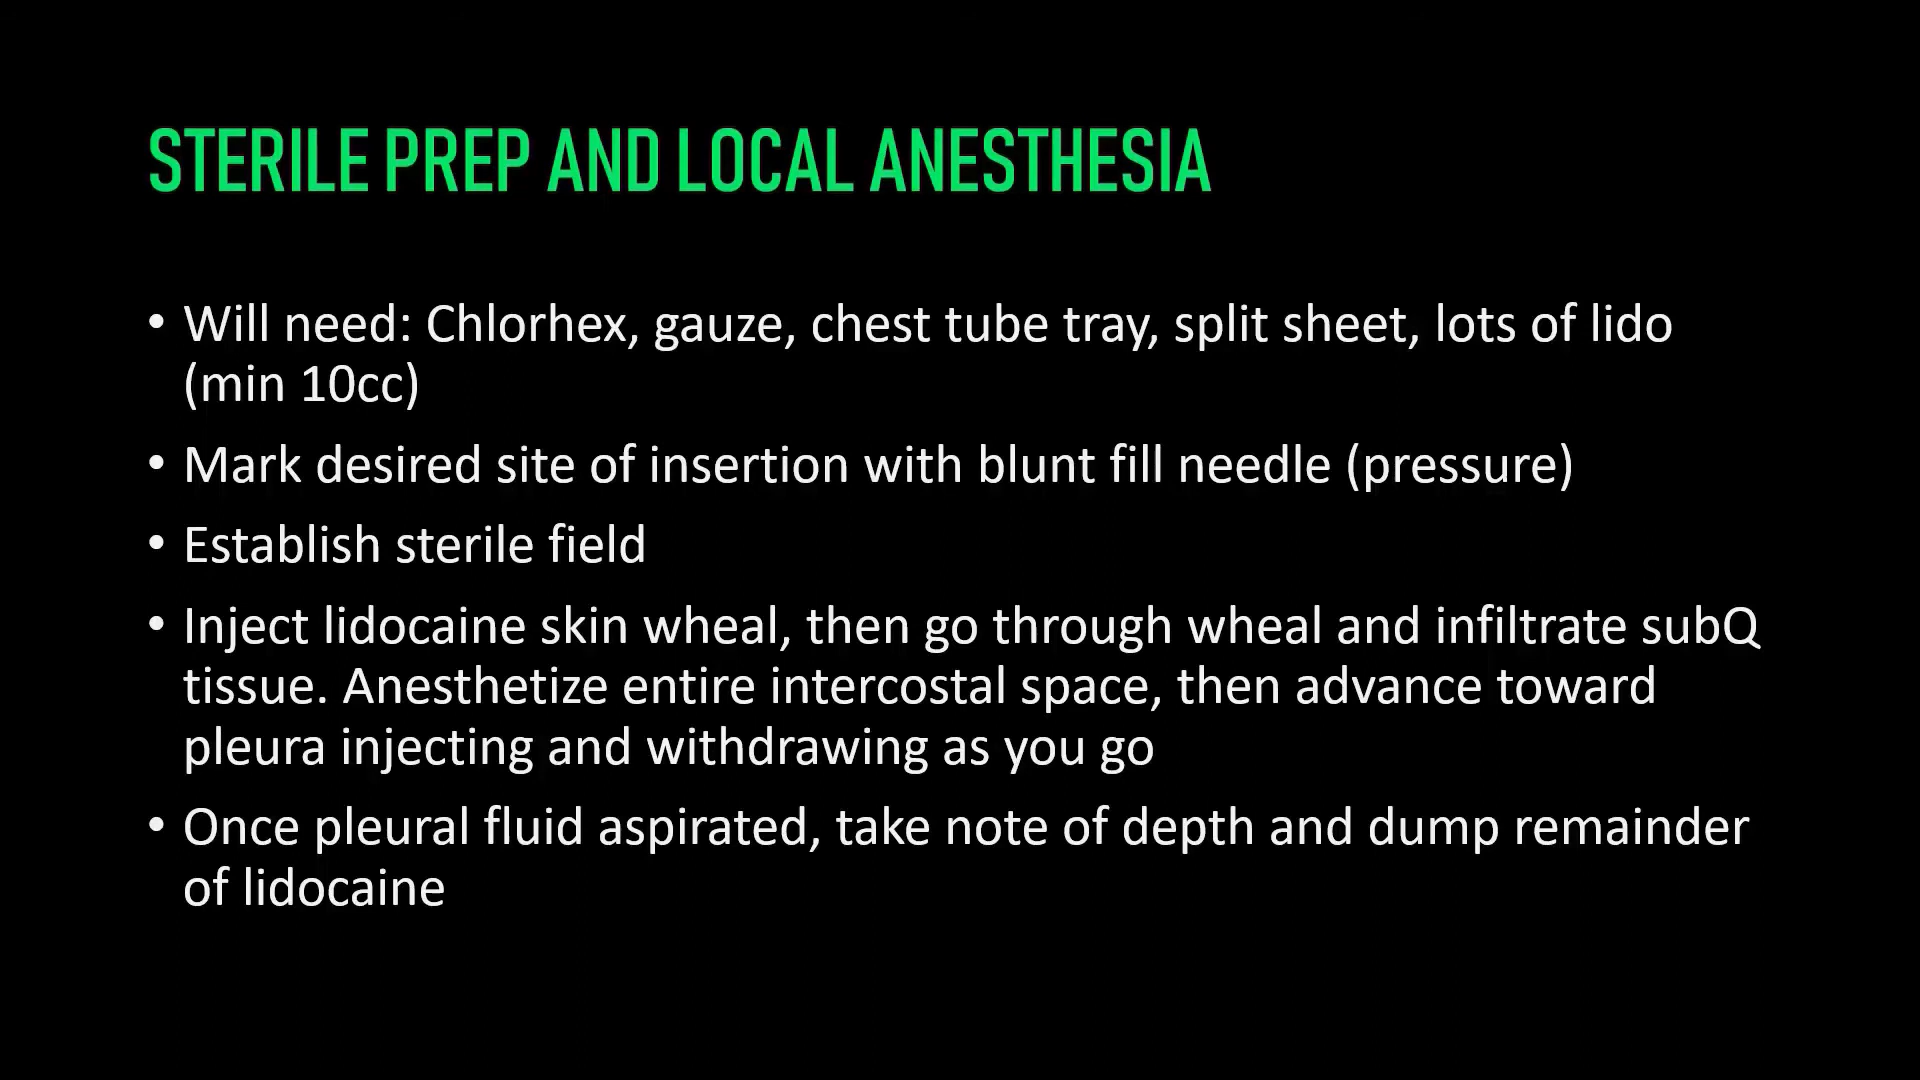 STERILE PREP AND LOCAL ANESTHESIA
• Will need: Chlorhex, gauze, chest tube tray, split sheet, lots of lido
(min 10cc)
• Mark desired site of insertion with blunt fill needle (pressure)
• Establish sterile field
• Inject lidocaine skin wheal, then go through wheal and infiltrate subQ
tissue. Anesthetize entire intercostal space, then advance toward
pleura injecting and withdrawing as you go
• Once pleural fluid aspirated, take note of depth and dump remainder
of lidocaine